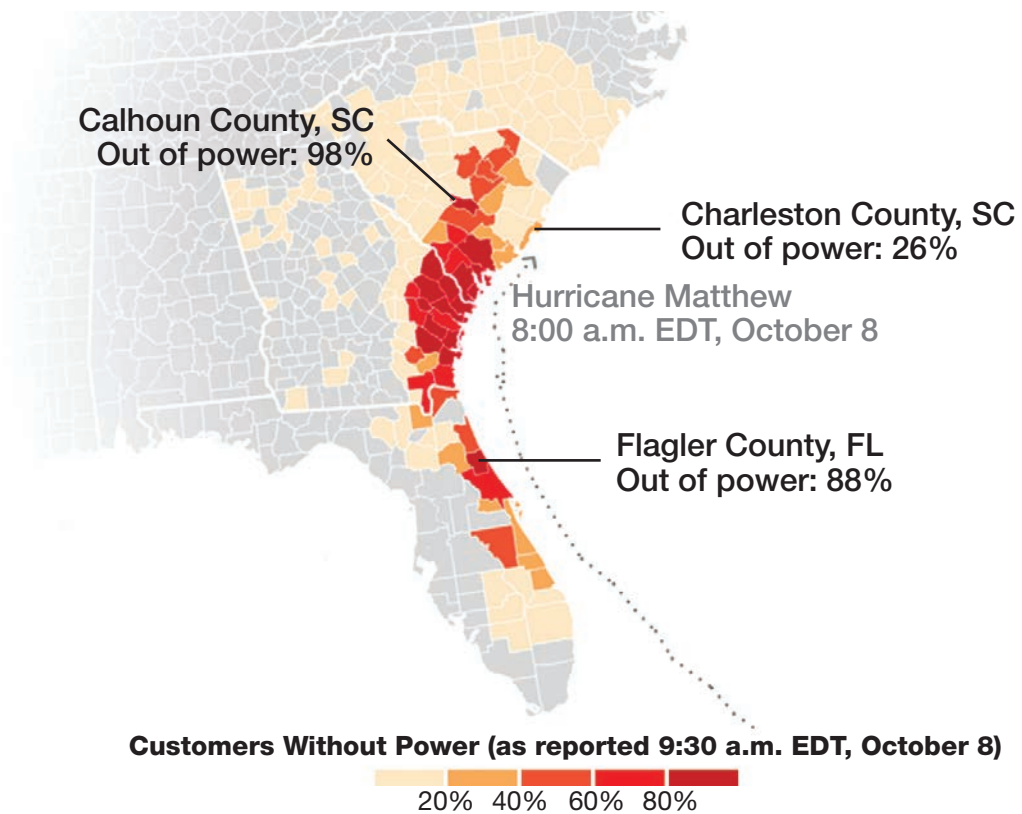 Calhoun County, SC
Out of power: 98%
Charleston County, SC
Out of power: 26%
Hurricane Matthew
8:00 a.m. EDT, October 8
Flagler County, FL
Out of power: 88%
Customers Without Power (as reported 9:30 a.m. EDT, October 8)
20% 40% 60% 80%